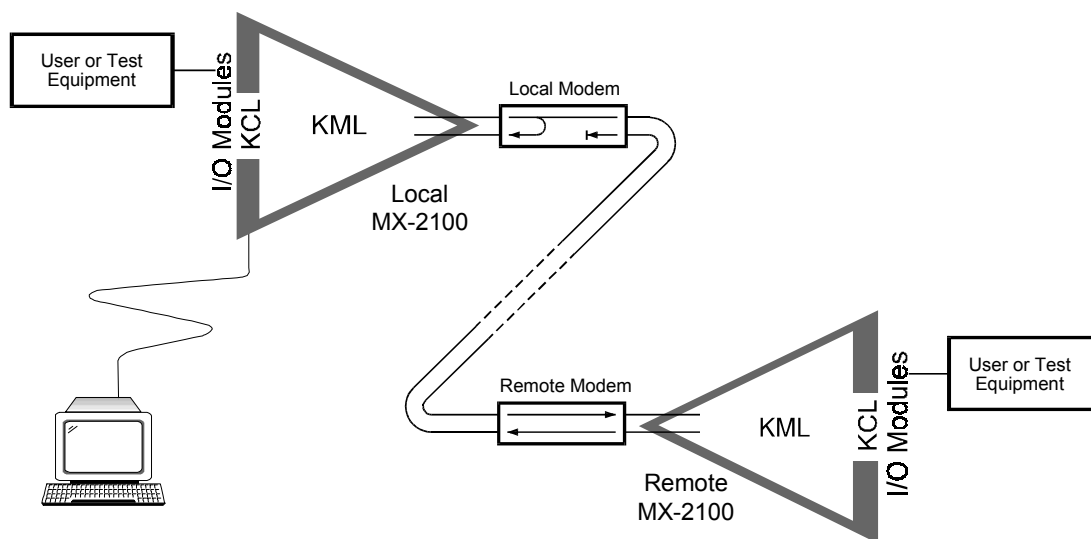 User or Test
Equipment
I/O Modules
KCL
KML
Local
MX-2100
Local Modem
Remote Modem
Remote
MX-2100
KML
KCL
I/O Modules
User or Test
Equipment